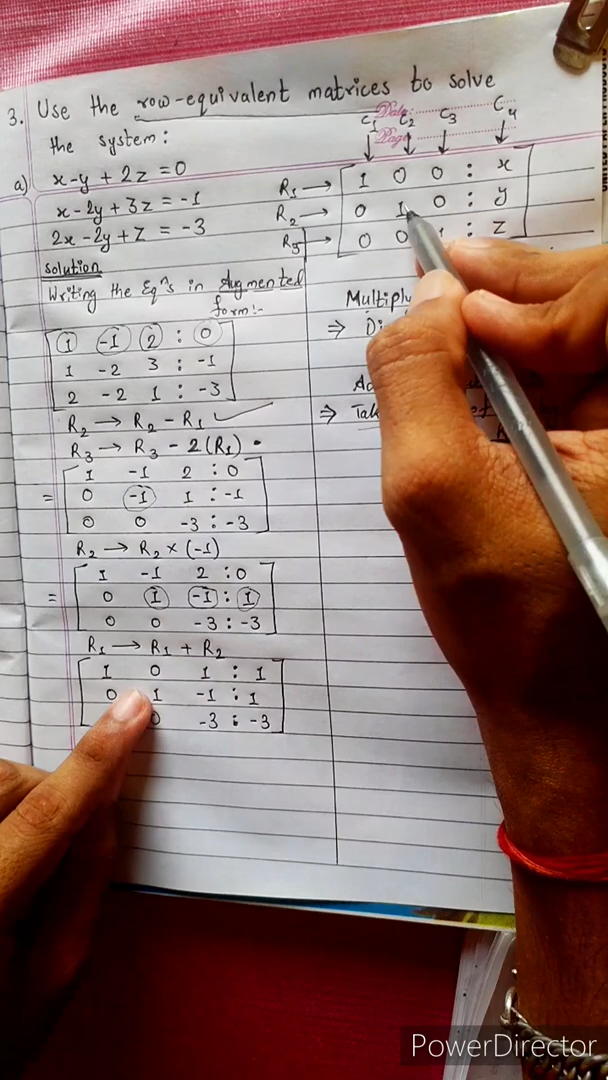 3. Use the row-equivalent matrices to solve
the system:
a) x-y + 2z = 0
x-2y + 3z = -1
2x-2y + z = -3
solution
Writing the Eqⁿs in Augmented
form:-
1 -1 2 : 0
1 -2 3 : -1
2 -2 1 : -3
R₂ → R₂ - R₁
R₃ → R₃ - 2(R₁)
1 -1 2 : 0
= 0 -1 1 : -1
0 0 -3 : -3
R₂ → R₂ × (-1)
1 -1 2 : 0
= 0 1 -1 : 1
0 0 -3 : -3
R₁ → R₁ + R₂
1 0 1 : 1
0 1 -1 : 1
0 -3 : -3
Date:
Page:
C₁ C₂ C₃ C₄
R₁ → 1 0 0 : x
R₂ → 0 1 0 : y
R₃ → 0 0 1 : z
Multiply
⇒
⇒
PowerDirector